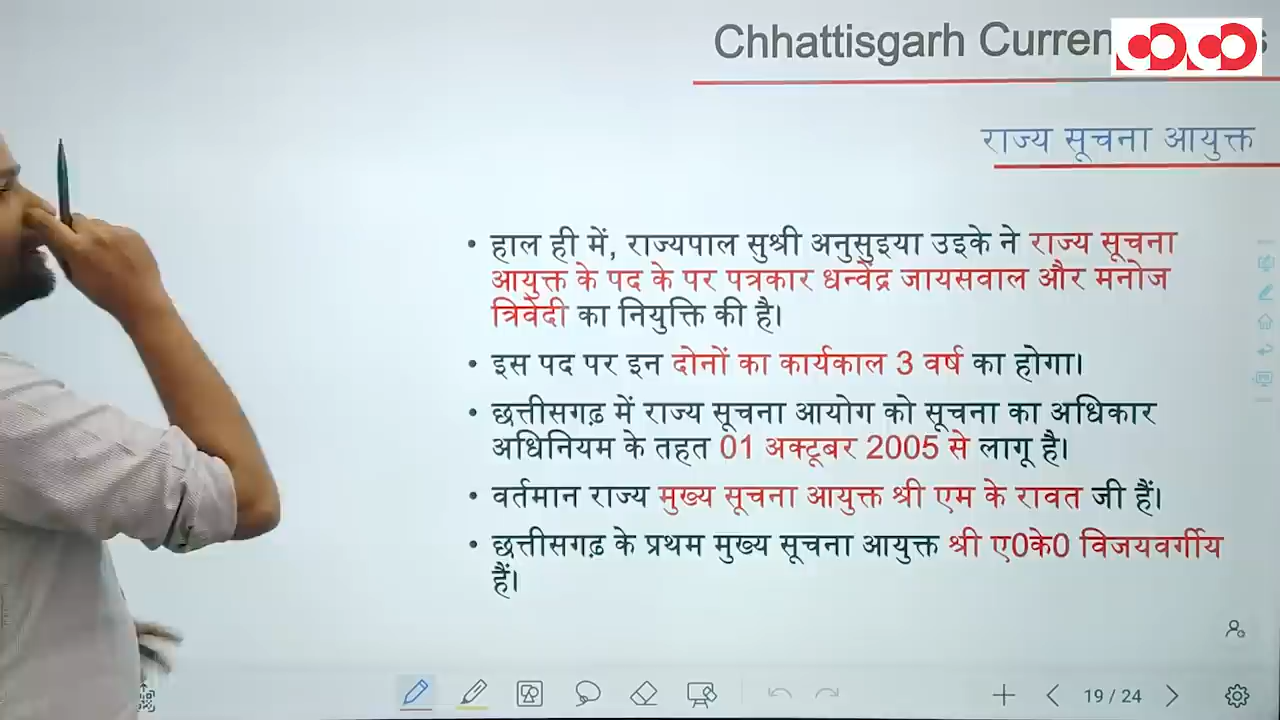 Chhattisgarh Curren
राज्य सूचना आयुक्त
• हाल ही में, राज्यपाल सुश्री अनुसुइया उइके ने राज्य सूचना
आयुक्त के पद के पर पत्रकार धन्वेंद्र जायसवाल और मनोज
त्रिवेदी का नियुक्ति की है।
• इस पद पर इन दोनों का कार्यकाल 3 वर्ष का होगा।
• छत्तीसगढ़ में राज्य सूचना आयोग को सूचना का अधिकार
अधिनियम के तहत 01 अक्टूबर 2005 से लागू है।
• वर्तमान राज्य मुख्य सूचना आयुक्त श्री एम के रावत जी हैं।
• छत्तीसगढ़ के प्रथम मुख्य सूचना आयुक्त श्री ए0के0 विजयवर्गीय
हैं।
19 / 24